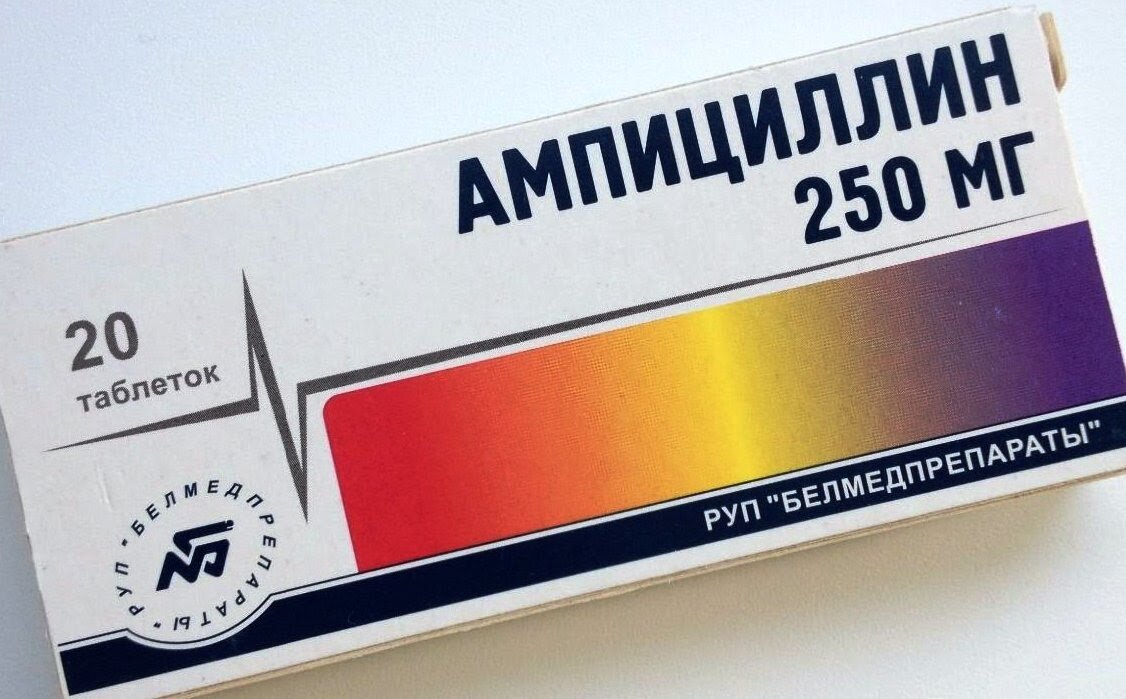 АМПИЦИЛЛИН
250 МГ
20
таблеток
РУП "БЕЛМЕДПРЕПАРАТЫ"
РУП "БЕЛМЕДПРЕПАРАТЫ"